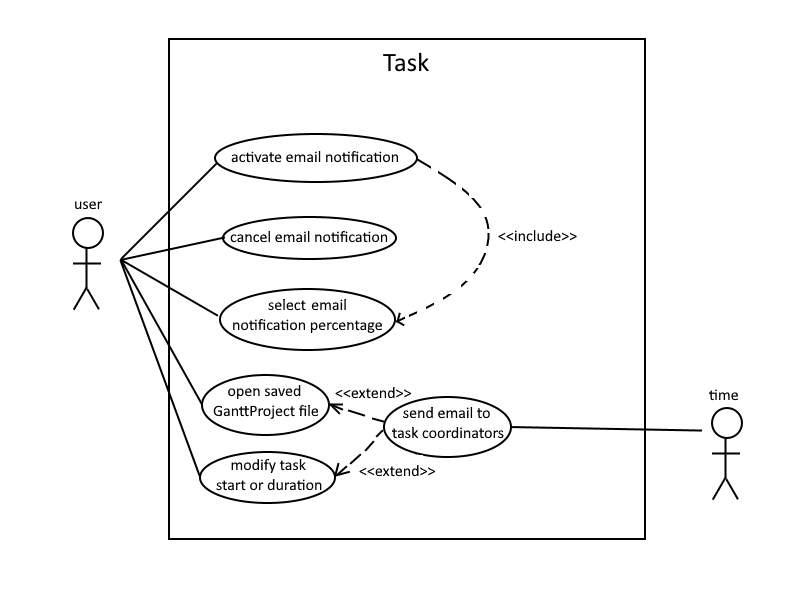 Task
activate email notification
user
cancel email notification
<<include>>
select email
notification percentage
open saved
GanttProject file
<<extend>>
time
send email to
task coordinators
modify task
start or duration
<<extend>>